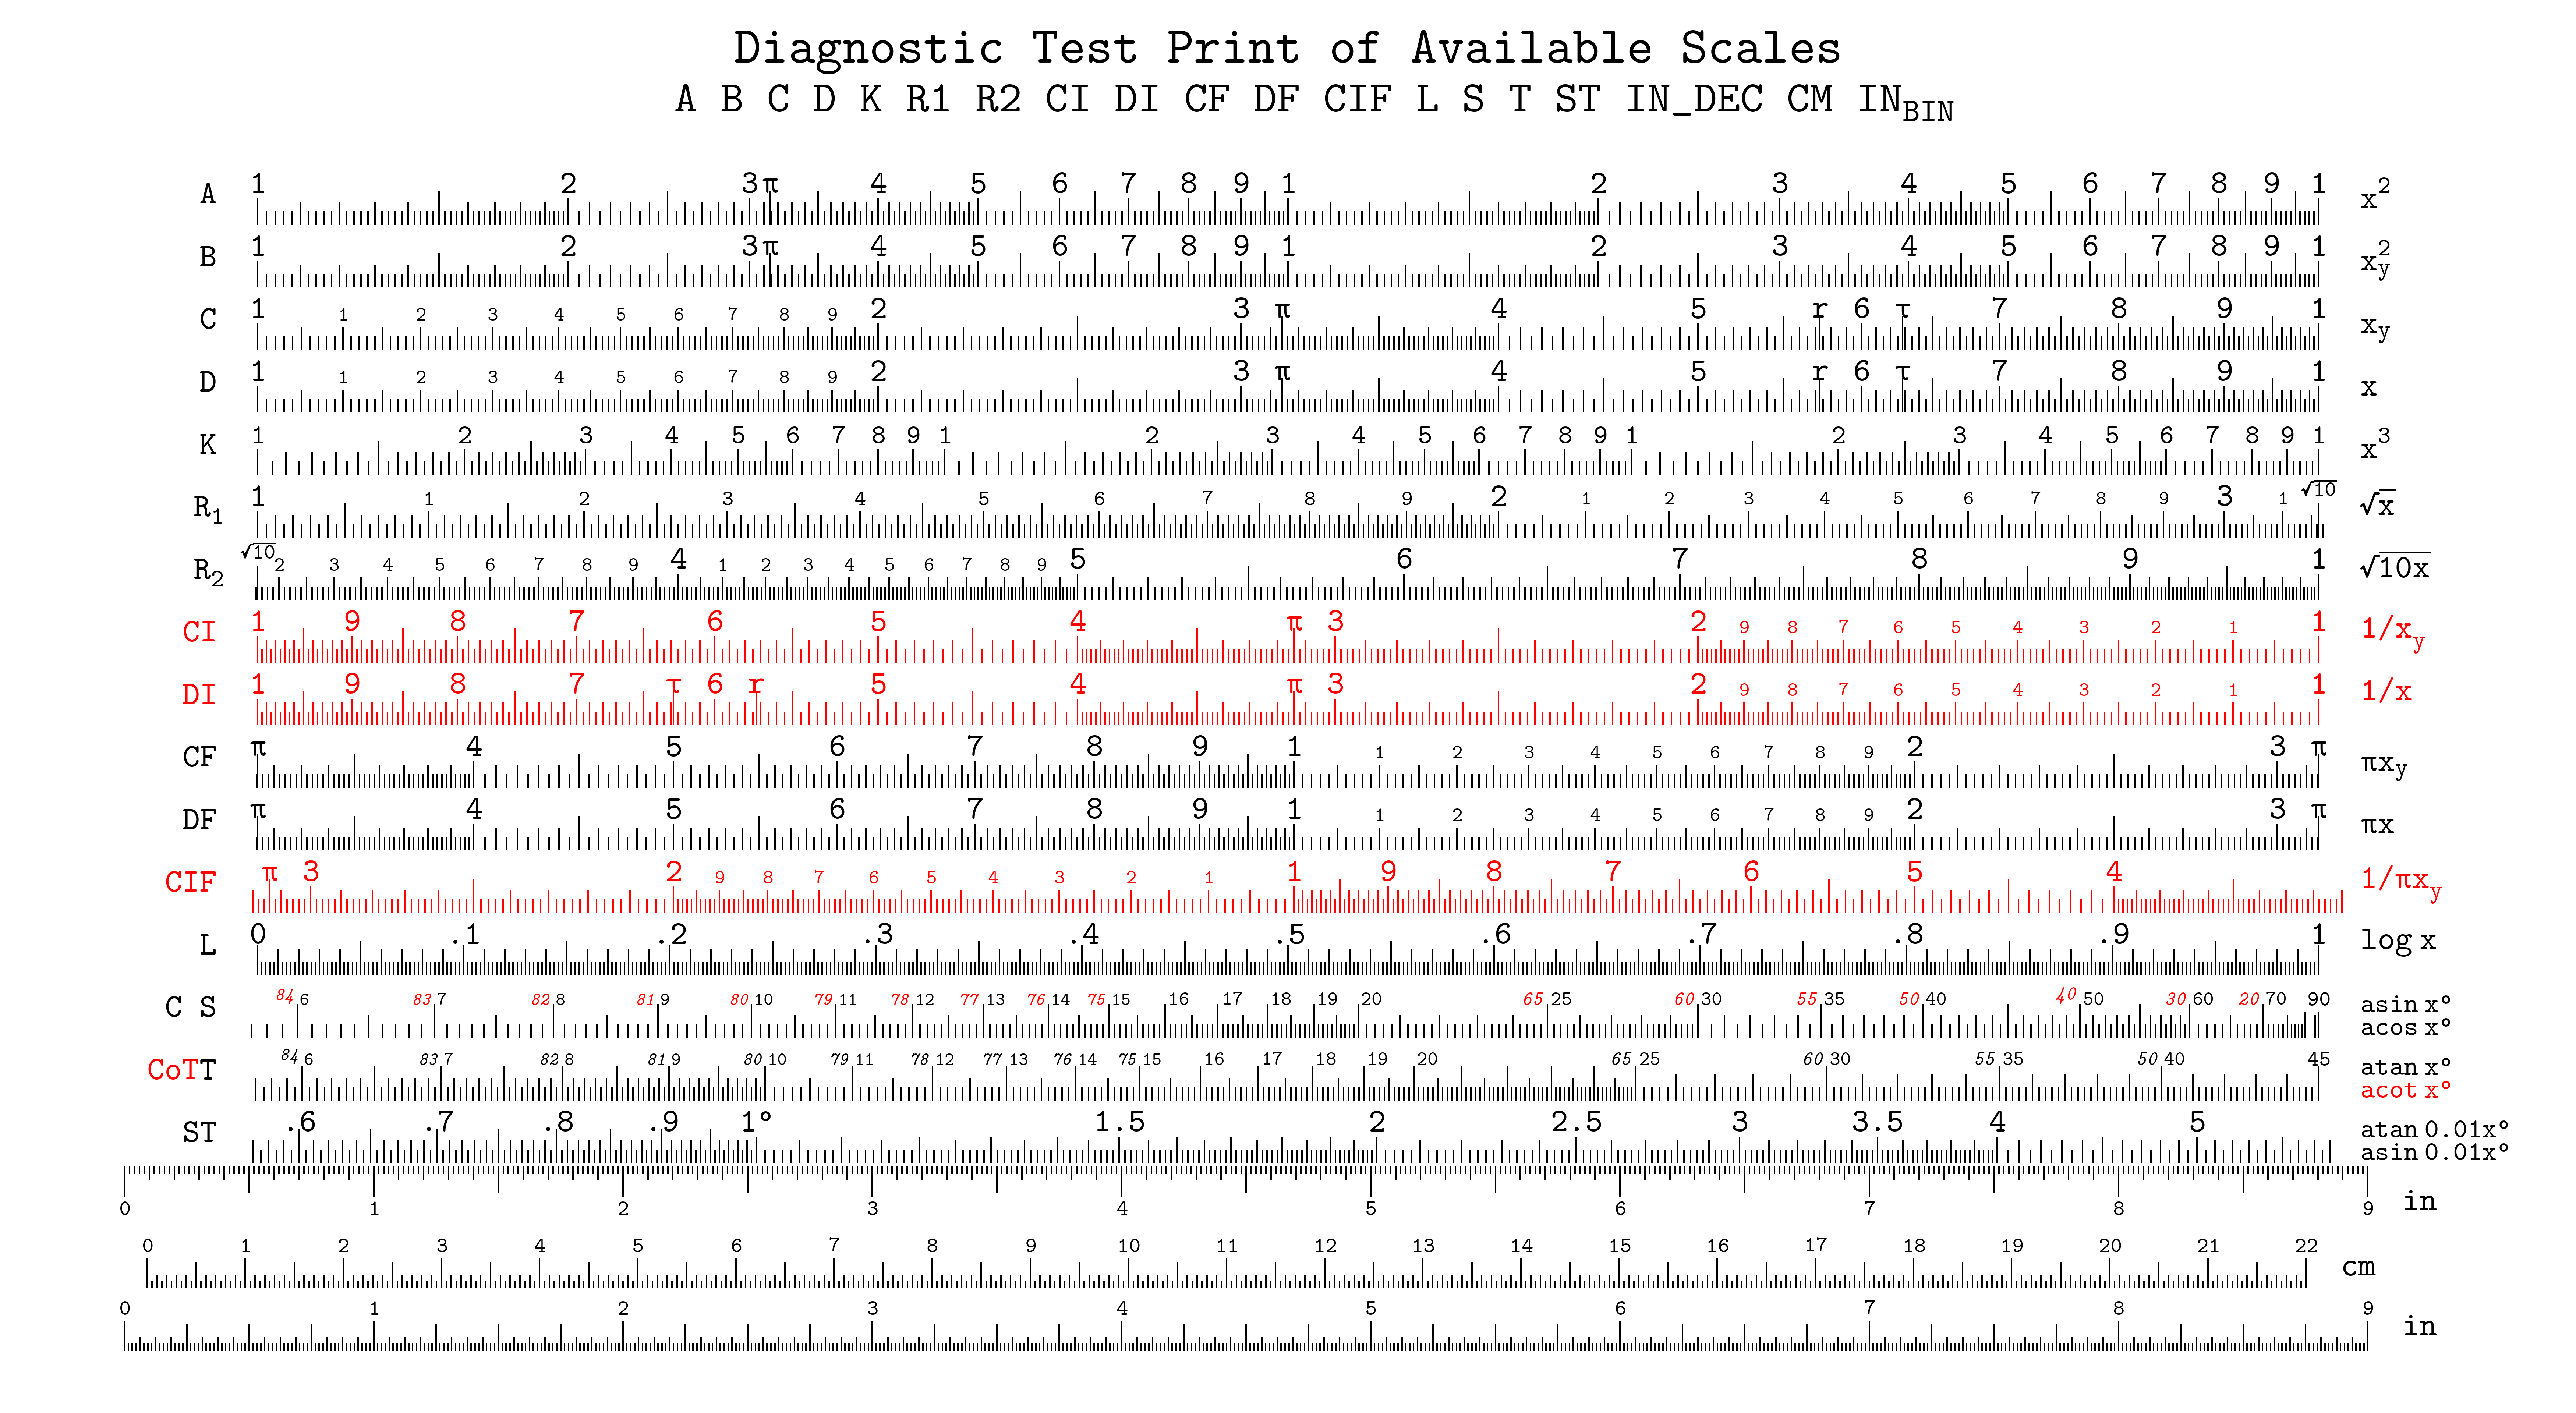 Diagnostic Test Print of Available Scales
A B C D K R1 R2 CI DI CF DF CIF L S T ST IN_DEC CM IN_BIN
A 1 2 3 π 4 5 6 7 8 9 1 2 3 4 5 6 7 8 9 1 x²
B 1 2 3 π 4 5 6 7 8 9 1 2 3 4 5 6 7 8 9 1 x²_y
C 1 1 2 3 4 5 6 7 8 9 2 3 π 4 5 r 6 τ 7 8 9 1 x_y
D 1 1 2 3 4 5 6 7 8 9 2 3 π 4 5 r 6 τ 7 8 9 1 x
K 1 2 3 4 5 6 7 8 9 1 2 3 4 5 6 7 8 9 1 2 3 4 5 6 7 8 9 1 x³
R₁ 1 1 2 3 4 5 6 7 8 9 2 1 2 3 4 5 6 7 8 9 3 1 √10 √x
R₂ √10 2 3 4 5 6 7 8 9 4 1 2 3 4 5 6 7 8 9 5 6 7 8 9 1 √10x
CI 1 9 8 7 6 5 4 π 3 2 9 8 7 6 5 4 3 2 1 1 1/x_y
DI 1 9 8 7 τ 6 r 5 4 π 3 2 9 8 7 6 5 4 3 2 1 1 1/x
CF π 4 5 6 7 8 9 1 1 2 3 4 5 6 7 8 9 2 3 π πx_y
DF π 4 5 6 7 8 9 1 1 2 3 4 5 6 7 8 9 2 3 π πx
CIF π 3 2 9 8 7 6 5 4 3 2 1 1 9 8 7 6 5 4 1/πx_y
L 0 .1 .2 .3 .4 .5 .6 .7 .8 .9 1 log x
C S 84 6 83 7 82 8 81 9 80 10 79 11 78 12 77 13 76 14 75 15 16 17 18 19 20 65 25 60 30 55 35 50 40 40 50 30 60 20 70 90 asin x°
acos x°
CoTT 84 6 83 7 82 8 81 9 80 10 79 11 78 12 77 13 76 14 75 15 16 17 18 19 20 65 25 60 30 55 35 50 40 45 atan x°
acot x°
ST .6 .7 .8 .9 1° 1.5 2 2.5 3 3.5 4 5 atan 0.01x°
asin 0.01x°
0 1 2 3 4 5 6 7 8 9 in
0 1 2 3 4 5 6 7 8 9 10 11 12 13 14 15 16 17 18 19 20 21 22 cm
0 1 2 3 4 5 6 7 8 9 in